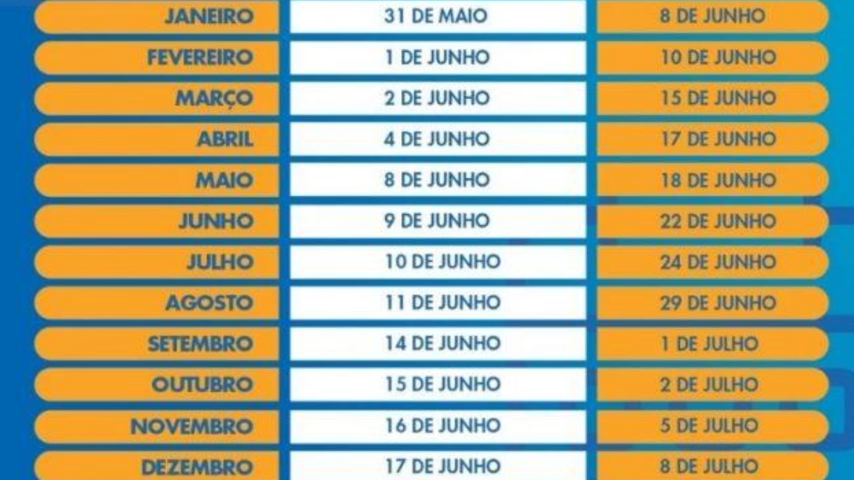 JANEIRO 31 DE MAIO 8 DE JUNHO
FEVEREIRO 1 DE JUNHO 10 DE JUNHO
MARÇO 2 DE JUNHO 15 DE JUNHO
ABRIL 4 DE JUNHO 17 DE JUNHO
MAIO 8 DE JUNHO 18 DE JUNHO
JUNHO 9 DE JUNHO 22 DE JUNHO
JULHO 10 DE JUNHO 24 DE JUNHO
AGOSTO 11 DE JUNHO 29 DE JUNHO
SETEMBRO 14 DE JUNHO 1 DE JULHO
OUTUBRO 15 DE JUNHO 2 DE JULHO
NOVEMBRO 16 DE JUNHO 5 DE JULHO
DEZEMBRO 17 DE JUNHO 8 DE JULHO